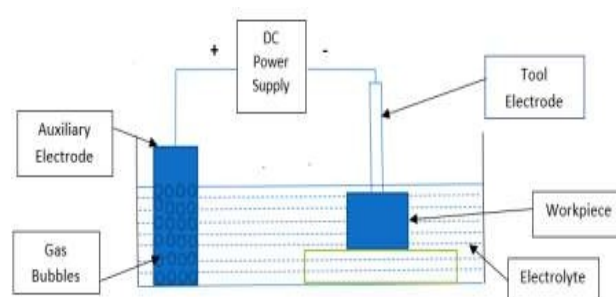 +
DC
Power
Supply
-
Tool
Electrode
Auxiliary
Electrode
Workpiece
Gas
Bubbles
Electrolyte